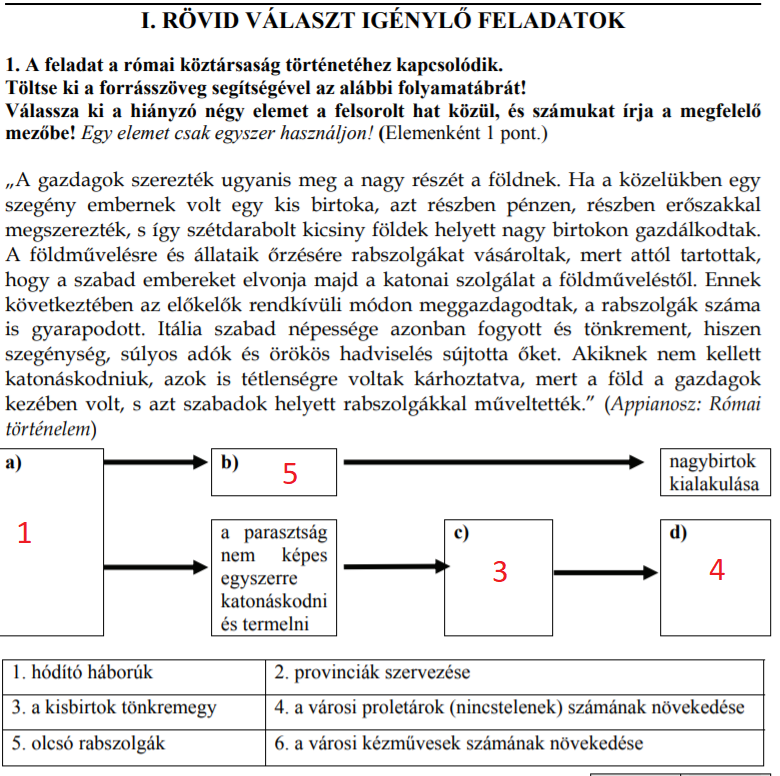 I. RÖVID VÁLASZT IGÉNYLŐ FELADATOK
1. A feladat a római köztársaság történetéhez kapcsolódik.
Töltse ki a forrásszöveg segítségével az alábbi folyamatábrát!
Válassza ki a hiányzó négy elemet a felsorolt hat közül, és számukat írja a megfelelő
mezőbe! Egy elemet csak egyszer használjon! (Elemenként 1 pont.)
„A gazdagok szerezték ugyanis meg a nagy részét a földnek. Ha a közelükben egy
szegény embernek volt egy kis birtoka, azt részben pénzen, részben erőszakkal
megszerezték, s így szétdarabolt kicsiny földek helyett nagy birtokon gazdálkodtak.
A földművelésre és állataik őrzésére rabszolgákat vásároltak, mert attól tartottak,
hogy a szabad embereket elvonja majd a katonai szolgálat a földműveléstől. Ennek
következtében az előkelők rendkívüli módon meggazdagodtak, a rabszolgák száma
is gyarapodott. Itália szabad népessége azonban fogyott és tönkrement, hiszen
szegénység, súlyos adók és örökös hadviselés sújtotta őket. Akiknek nem kellett
katonáskodniuk, azok is tétlenségre voltak kárhoztatva, mert a föld a gazdagok
kezében volt, s azt szabadok helyett rabszolgákkal műveltették.” (Appianosz: Római
történelem)
a)
1
b)
5
nagybirtok
kialakulása
a parasztság
nem képes
egyszerre
katonáskodni
és termelni
c)
3
d)
4
1. hódító háborúk
2. provinciák szervezése
3. a kisbirtok tönkremegy
4. a városi proletárok (nincstelenek) számának növekedése
5. olcsó rabszolgák
6. a városi kézművesek számának növekedése